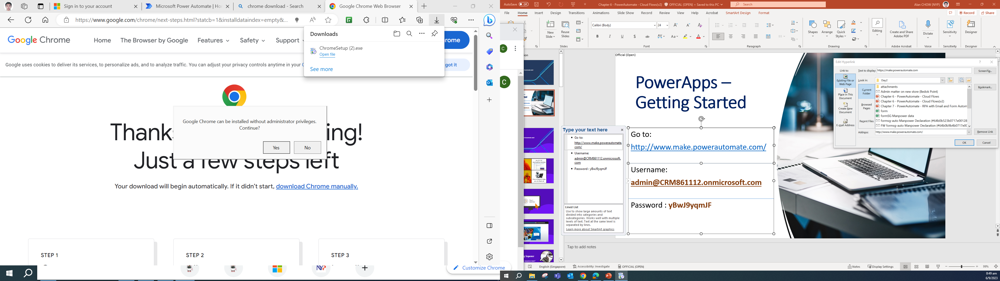 Sign in to your account
Microsoft Power Automate | Ho
chrome download - Search
Google Chrome Web Browser
https://www.google.com/chrome/next-steps.html?statcb=1&installdataindex=empty&...
Google Chrome
Home
The Browser by Google
Features
Safety
Support
rome
Downloads
ChromeSetup (2).exe
Open file
See more
Google uses cookies to deliver its services, to personalize ads, and to analyze traffic. You can adjust your privacy controls anytime in your G
got it
Google Chrome can be installed without administrator privileges.
Continue?
Yes
No
Thank
ing!
Just a few steps left
Your download will begin automatically. If it didn't start, download Chrome manually.
STEP 1
STEP 2
STEP 3
Customize Chrome
AutoSave Off
Chapter 6 - PowerAutomate - Cloud Flows(v2)
OFFICIAL (OPEN) • Saved to this PC
Search
Alan CHOW (NYP)
File Home Insert Design Transitions Animations Slide Show Record Review View Help Acrobat SmartArt Design Format
Record
Share
New Slide
Reuse Slides
Slides
Calibri (Body)
24
Font
Paragraph
Shapes
Arrange
Quick Styles
Drawing
Editing
Create and Share Adobe PDF
Adobe Acrobat
Dictate
Voice
Sensitivity
Sensitivity
Designer
Designer
C
C
ion
Official (Open)
PowerApps –
Getting Started
Type your text here
Go to:
http://www.make.powerautomate.
com/
Username:
admin@CRM861112.onmicrosoft.
com
Password : yBwJ9yqmJF
Lined List
Use to show large amounts of text
divided into categories and
subcategories. Works well with multiple
levels of text. Text at the same level is
separated by lines.
Learn more about SmartArt graphics
Go to:
http://www.make.powerautomate.com/
Username:
admin@CRM861112.onmicrosoft.com
Password : yBwJ9yqmJF
Edit Hyperlink
Link to:
Text to display: https://make.powerautomate.com
ScreenTip...
Existing File or Web Page
Place in This Document
Create New Document
E-mail Address
Look in: Day2
Current Folder
Browsed Pages
Recent Files
attachments
Admin matter on new store (Bedok Point)
Chapter 6 - PowerAutomate - Cloud Flows
Chapter 6 - PowerAutomate - Cloud Flows(v2)
Chapter 7 - PowerAutomate - RPA with Email and Form Autom
form
formSG Manpower data
formsg-auto Manpower Declaration (#64b0b523b0717e00128
FW formsg-auto Manpower Declaration (#64b0b9b4b0717e00
Bookmark...
Address: http://www.make.powerautomate.com/
Remove Link
OK
Cancel
Tap to add notes
English (Singapore)
Accessibility: Investigate
OFFICIAL (OPEN)
Notes
Display Settings
99%
8:49 am
6/9/2023